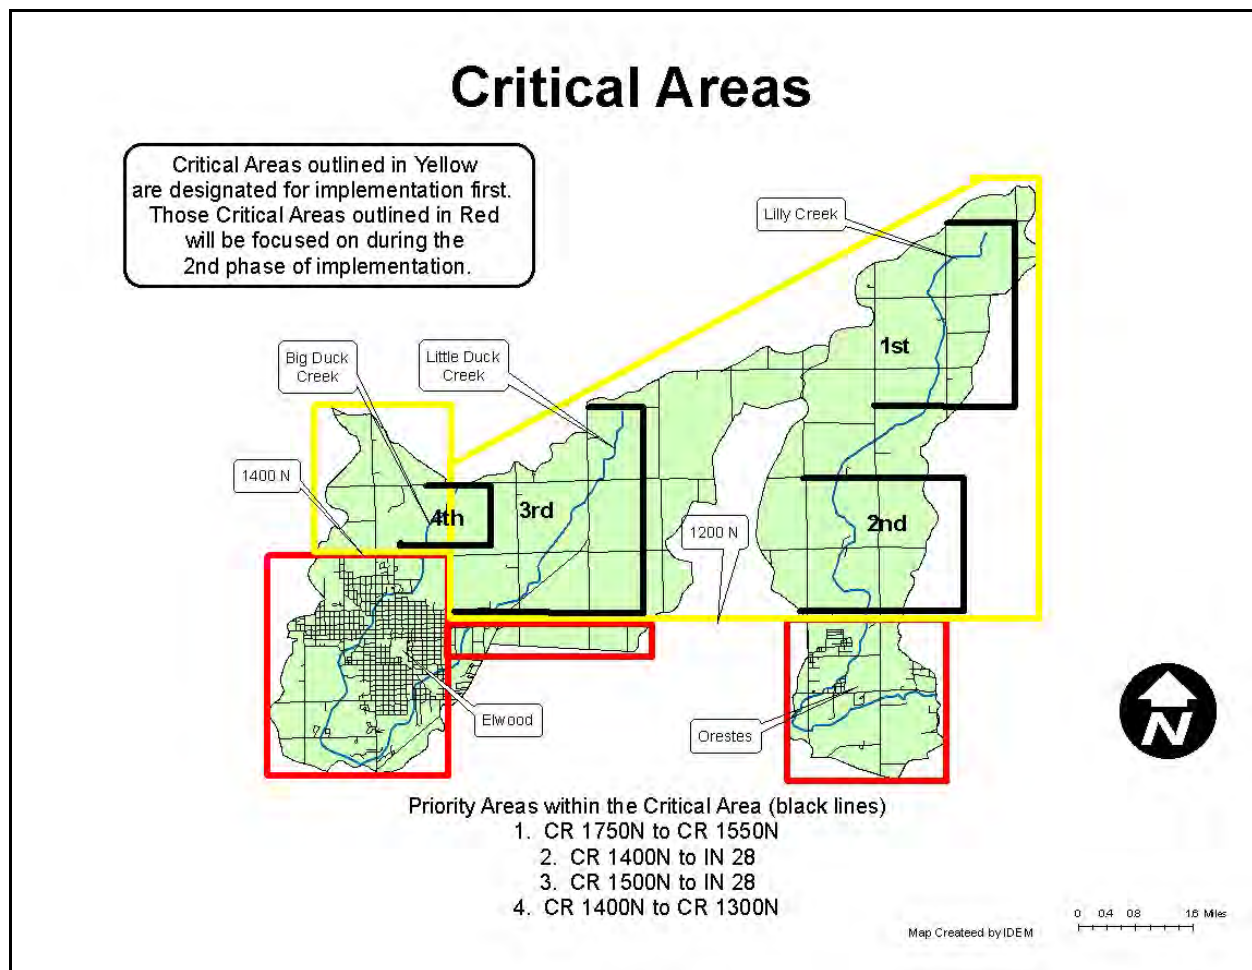 Critical Areas
Critical Areas outlined in Yellow
are designated for implementation first.
Those Critical Areas outlined in Red
will be focused on during the
2nd phase of implementation.
Lilly Creek
Big Duck
Creek
Little Duck
Creek
1st
1400 N
4th
3rd
1200 N
2nd
Elwood
Orestes
N
Priority Areas within the Critical Area (black lines)
1. CR 1750N to CR 1550N
2. CR 1400N to IN 28
3. CR 1500N to IN 28
4. CR 1400N to CR 1300N
0 0.4 0.8 1.6 Miles
Map Createed by IDEM